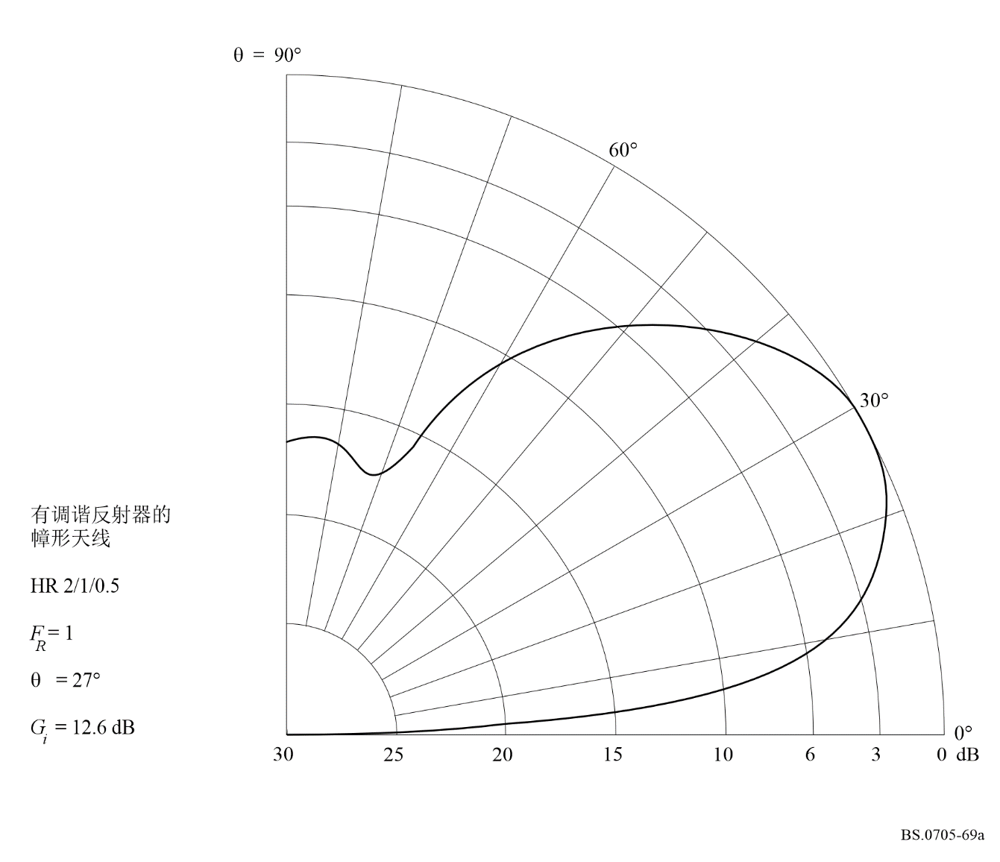 θ = 90°
60°
30°
有调谐反射器的
幛形天线
HR 2/1/0.5
F_R = 1
θ = 27°
G_i = 12.6 dB
0°
30 25 20 15 10 6 3 0 dB
BS.0705-69a